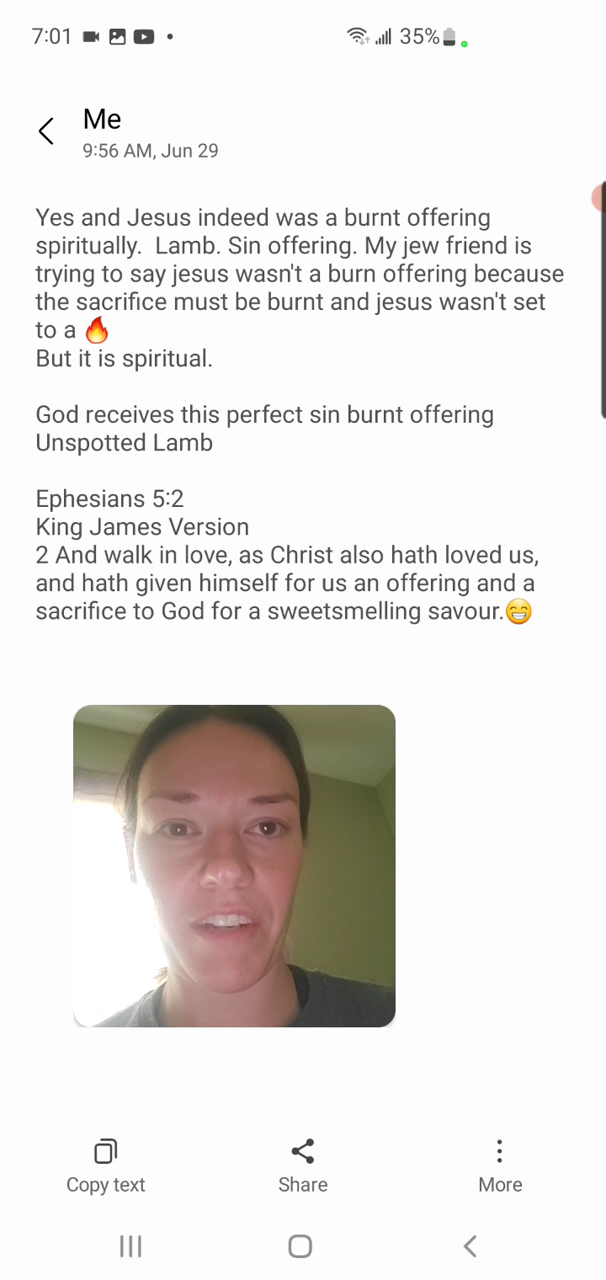 7:01
35%
Me
9:56 AM, Jun 29
Yes and Jesus indeed was a burnt offering
spiritually.  Lamb. Sin offering. My jew friend is
trying to say jesus wasn't a burn offering because
the sacrifice must be burnt and jesus wasn't set
to a 🔥
But it is spiritual.
God receives this perfect sin burnt offering
Unspotted Lamb
Ephesians 5:2
King James Version
2 And walk in love, as Christ also hath loved us,
and hath given himself for us an offering and a
sacrifice to God for a sweetsmelling savour.😁
Copy text
Share
More